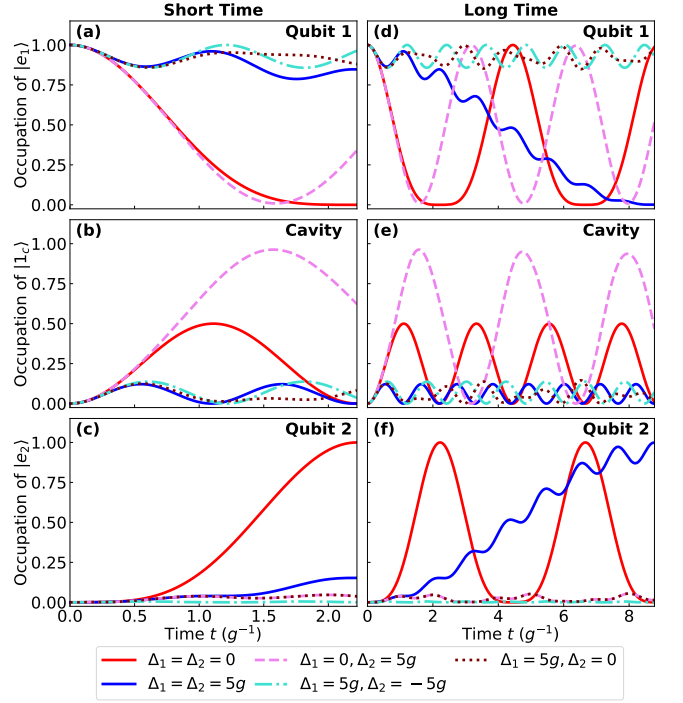 Short Time
Long Time
(a) Qubit 1
(d) Qubit 1
Occupation of |e₁⟩
1.00
0.75
0.50
0.25
0.00
(b) Cavity
(e) Cavity
Occupation of |1_c⟩
1.00
0.75
0.50
0.25
0.00
(c) Qubit 2
(f) Qubit 2
Occupation of |e₂⟩
1.00
0.75
0.50
0.25
0.00
0.0 0.5 1.0 1.5 2.0
0 2 4 6 8
Time t (g⁻¹)
Time t (g⁻¹)
Δ₁ = Δ₂ = 0
Δ₁ = Δ₂ = 5g
Δ₁ = 0, Δ₂ = 5g
Δ₁ = 5g, Δ₂ = −5g
Δ₁ = 5g, Δ₂ = 0